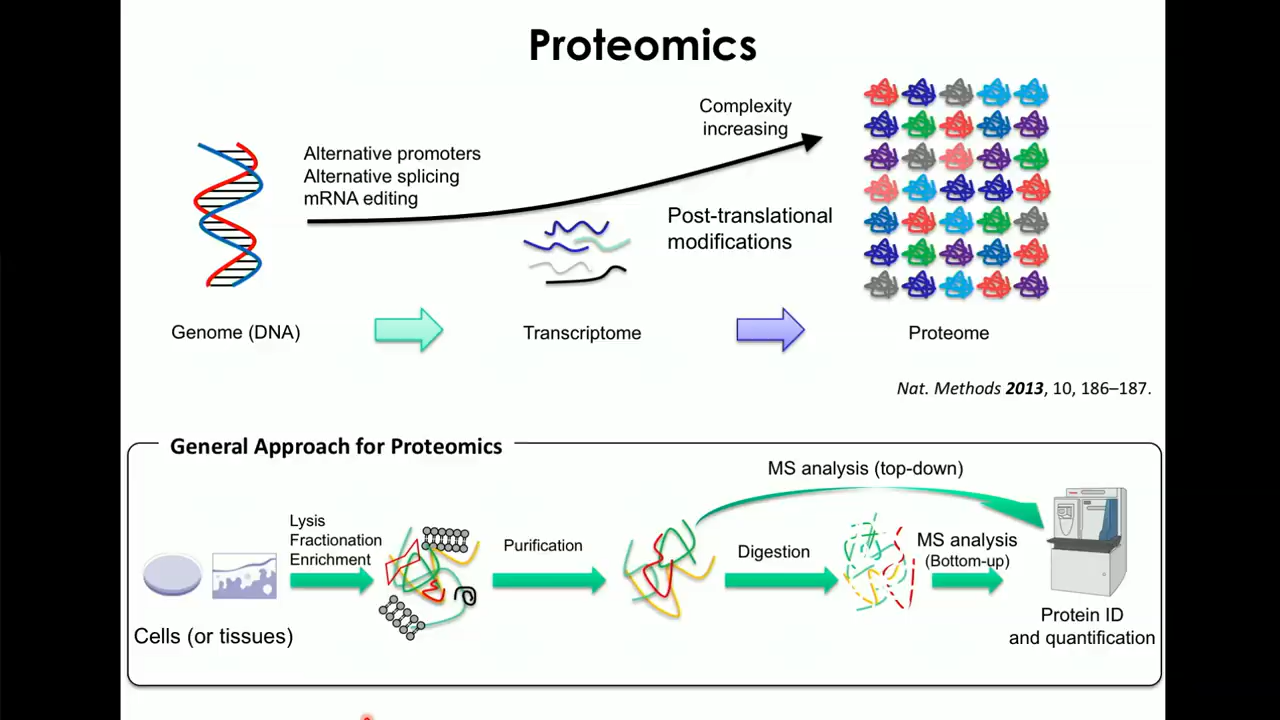 Proteomics
Complexity
increasing
Alternative promoters
Alternative splicing
mRNA editing
Post-translational
modifications
Genome (DNA)
Transcriptome
Proteome
Nat. Methods 2013, 10, 186–187.
General Approach for Proteomics
MS analysis (top-down)
Lysis
Fractionation
Enrichment
Purification
Digestion
MS analysis
(Bottom-up)
Cells (or tissues)
Protein ID
and quantification